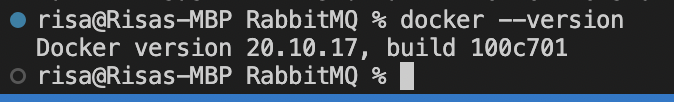 risa@Risas-MBP RabbitMQ % docker --version
Docker version 20.10.17, build 100c701
risa@Risas-MBP RabbitMQ %